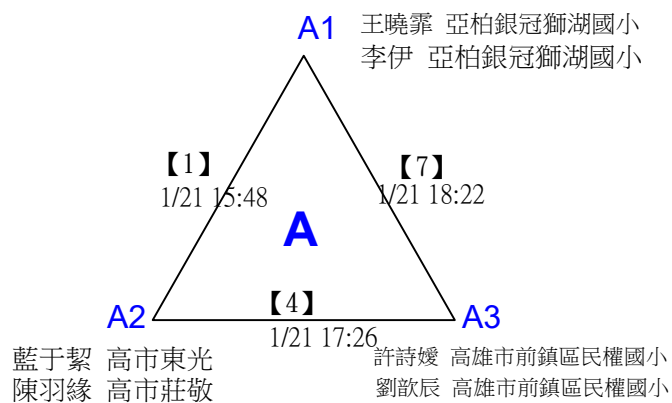 A1
王曉霏 亞柏銀冠獅湖國小
李伊 亞柏銀冠獅湖國小
【1】
1/21 15:48
【7】
1/21 18:22
A
【4】
1/21 17:26
A2
A3
藍于絜 高市東光
陳羽緣 高市莊敬
許詩嫒 高雄市前鎮區民權國小
劉歆辰 高雄市前鎮區民權國小